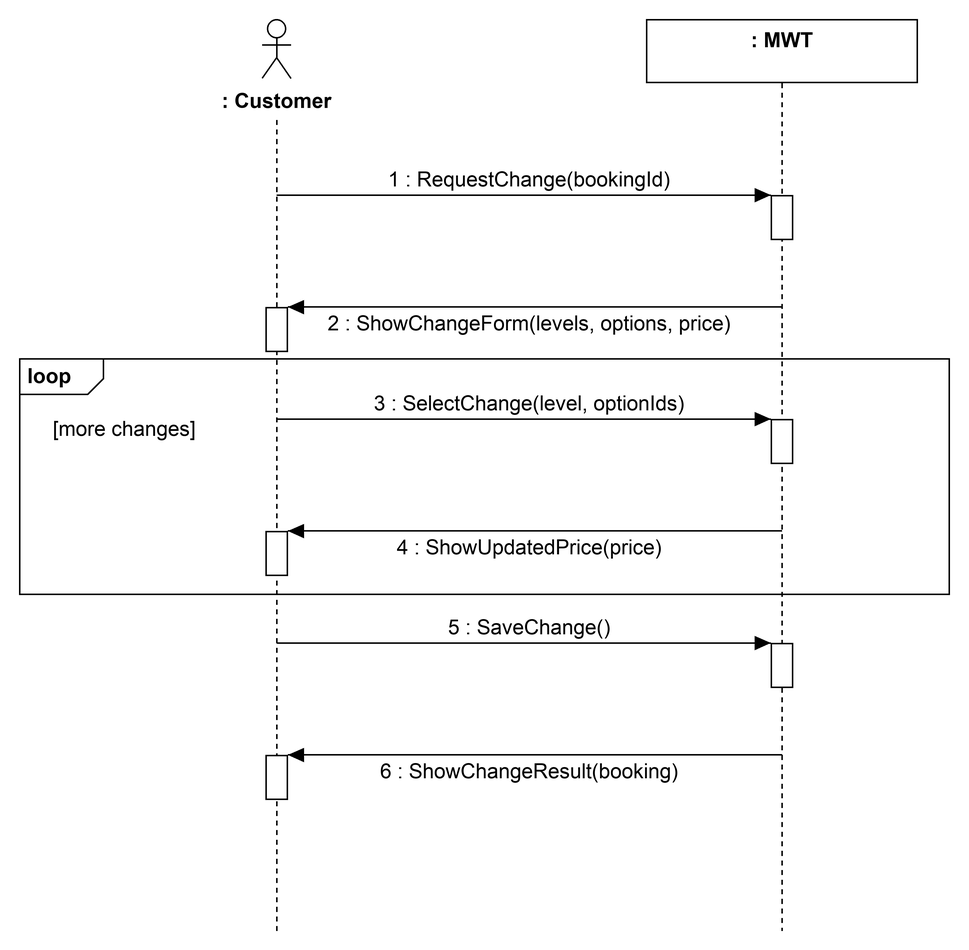 : MWT
: Customer
1 : RequestChange(bookingId)
2 : ShowChangeForm(levels, options, price)
loop
3 : SelectChange(level, optionIds)
[more changes]
4 : ShowUpdatedPrice(price)
5 : SaveChange()
6 : ShowChangeResult(booking)